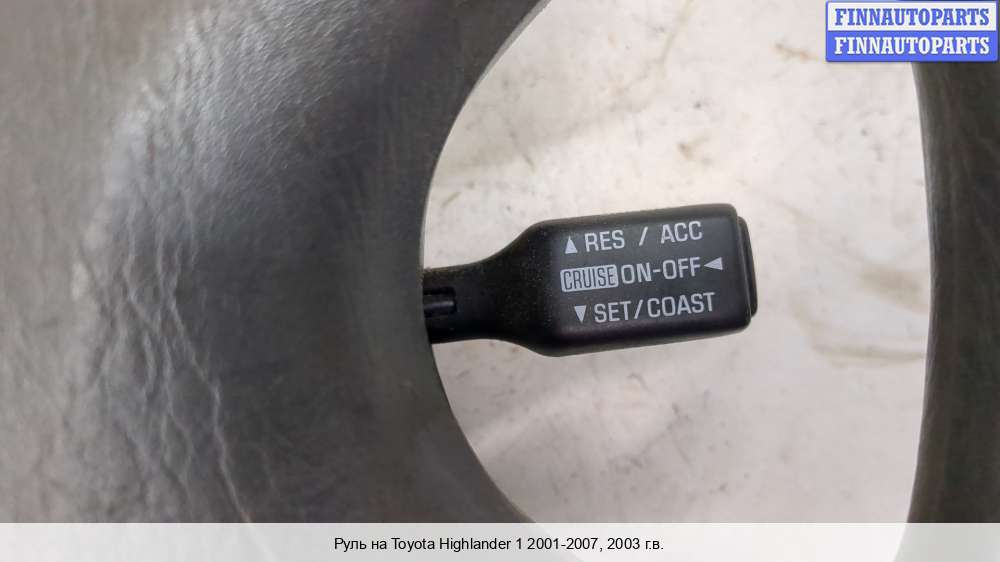 FINNAUTOPARTS
FINNAUTOPARTS
▲ RES / ACC
CRUISE ON-OFF ◄
▼ SET/COAST
Руль на Toyota Highlander 1 2001-2007, 2003 г.в.